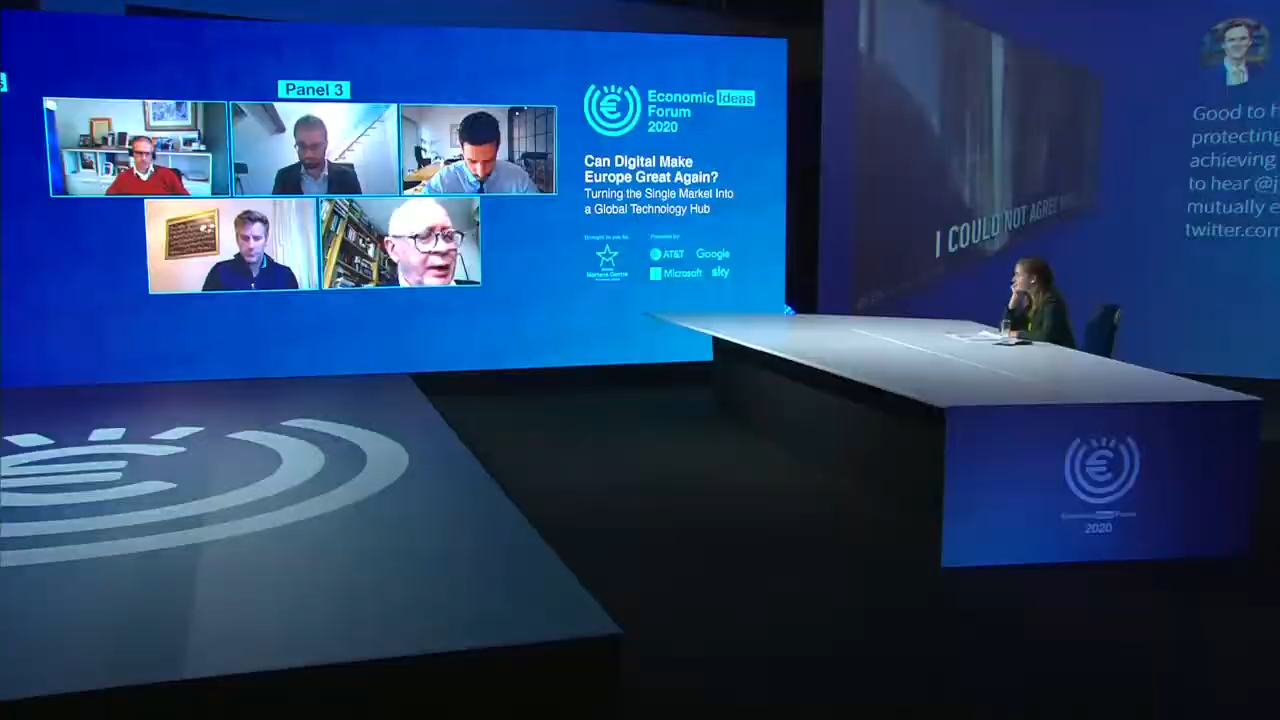 Panel 3
Economic Ideas
Forum
2020
Can Digital Make
Europe Great Again?
Turning the Single Market Into
a Global Technology Hub
AT&T
Google
Microsoft
sky
I COULD NOT AGREE
Good to h
protecting
achieving
to hear @j
mutually e
twitter.com
2020